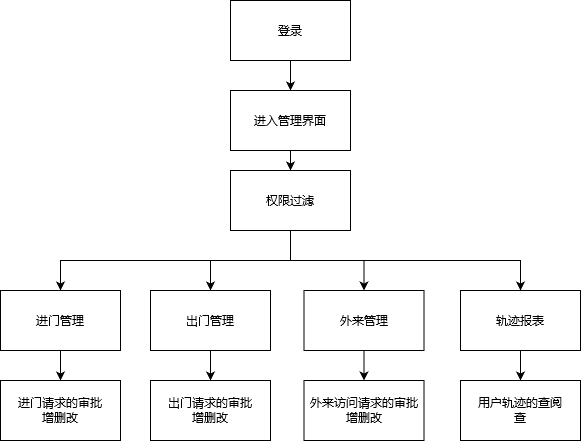 登录
进入管理界面
权限过滤
进门管理
出门管理
外来管理
轨迹报表
进门请求的审批
增删改
出门请求的审批
增删改
外来访问请求的审批
增删改
用户轨迹的查阅
查